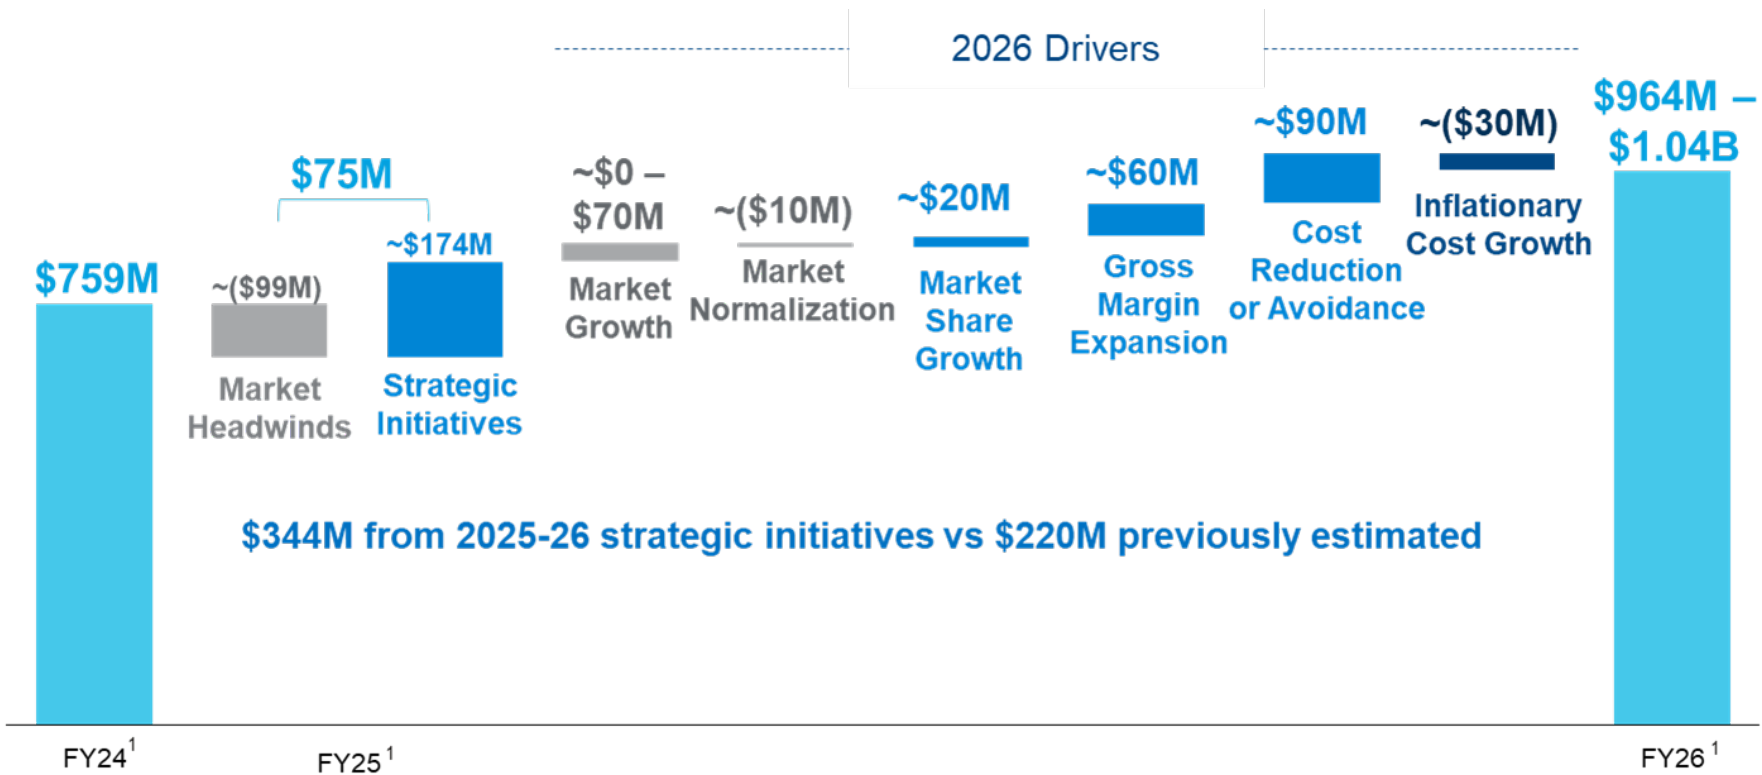 2026 Drivers
$759M
$75M
~($99M)
Market
Headwinds
~$174M
Strategic
Initiatives
~$0 –
$70M
Market
Growth
~($10M)
Market
Normalization
~$20M
Market
Share
Growth
~$60M
Gross
Margin
Expansion
~$90M
Cost
Reduction
or Avoidance
~($30M)
Inflationary
Cost Growth
$964M –
$1.04B
$344M from 2025-26 strategic initiatives vs $220M previously estimated
FY24¹
FY25¹
FY26¹